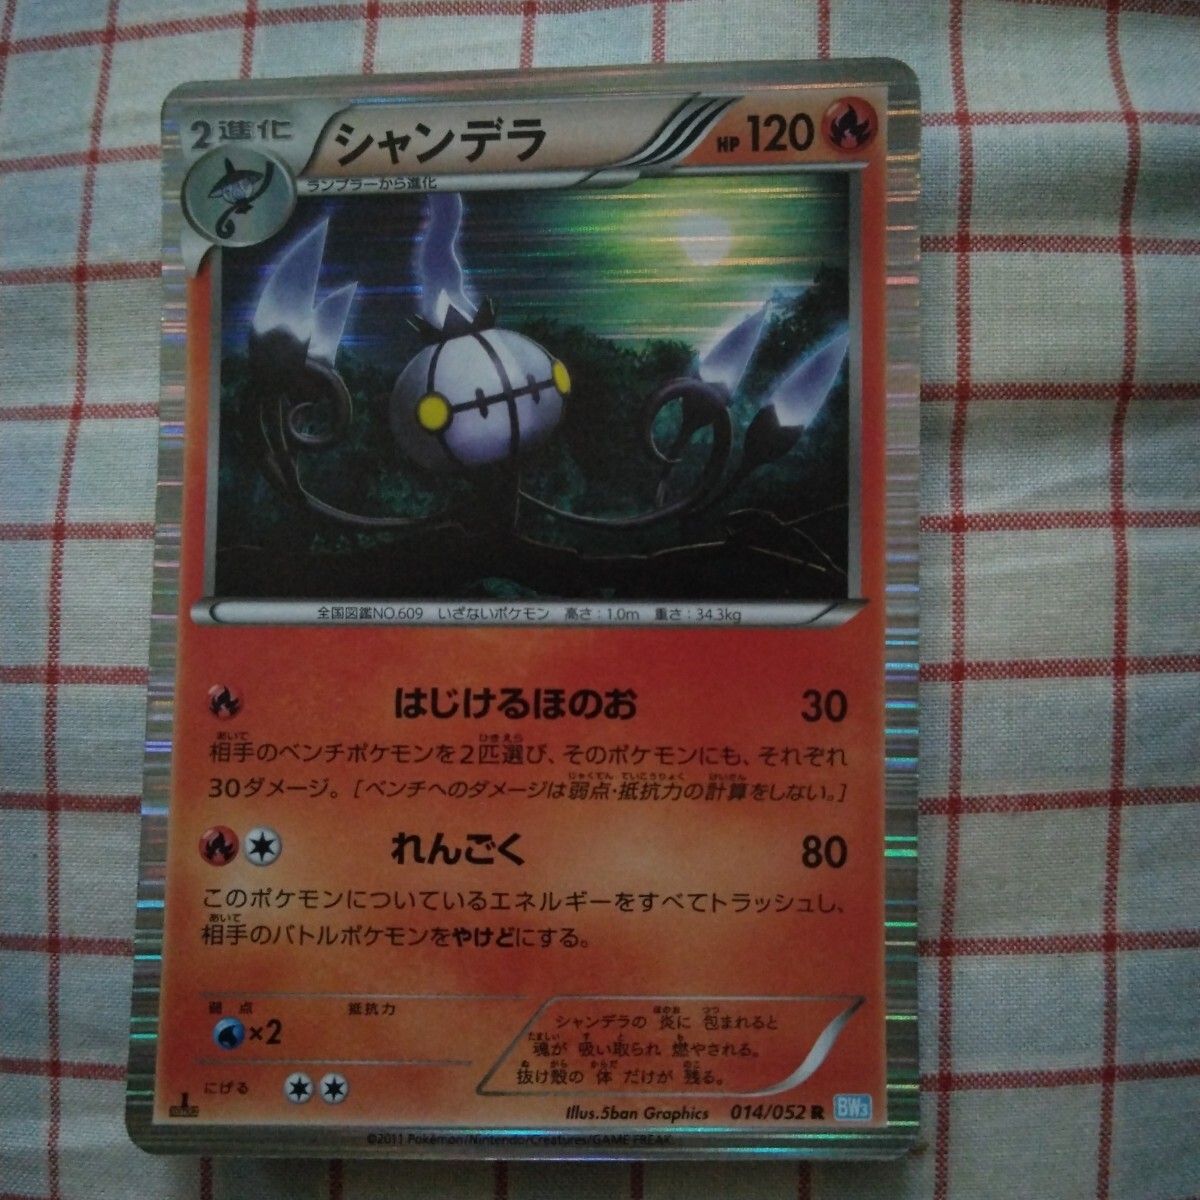 2進化
シャンデラ
HP 120
ランプラーから進化
全国図鑑NO.609 いざないポケモン 高さ:1.0m 重さ:34.3kg
はじけるほのお 30
相手のベンチポケモンを2匹選び、そのポケモンにも、それぞれ
30ダメージ。[ベンチへのダメージは弱点・抵抗力の計算をしない。]
れんごく 80
このポケモンについているエネルギーをすべてトラッシュし、
相手のバトルポケモンをやけどにする。
弱点 抵抗力
×2
にげる
シャンデラの 炎に 包まれると
魂が 吸い取られ 燃やされる。
抜け殻の 体 だけが 残る。
Illus.5ban Graphics 014/052 R BW3
©2011 Pokémon/Nintendo/Creatures/GAME FREAK.